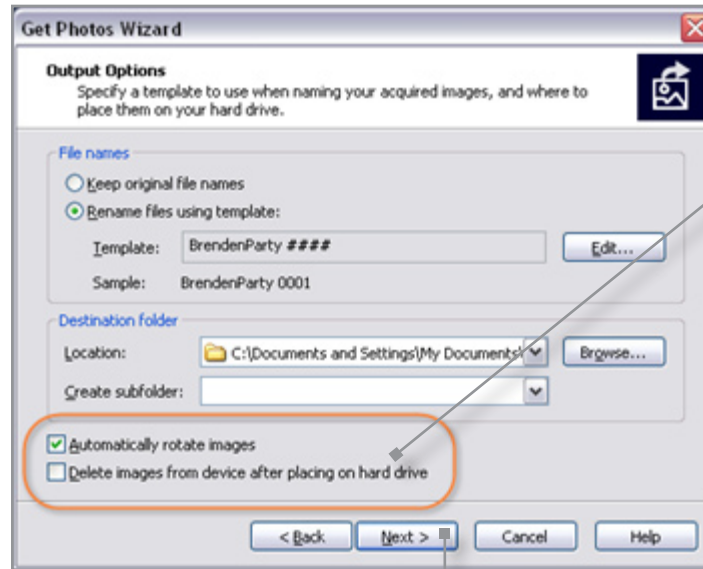 Get Photos Wizard
Output Options
Specify a template to use when naming your acquired images, and where to
place them on your hard drive.
File names
Keep original file names
Rename files using template:
Template: BrendenParty #### Edit...
Sample: BrendenParty 0001
Destination folder
Location: C:\Documents and Settings\My Documents\ Browse...
Create subfolder:
Automatically rotate images
Delete images from device after placing on hard drive
< Back Next > Cancel Help